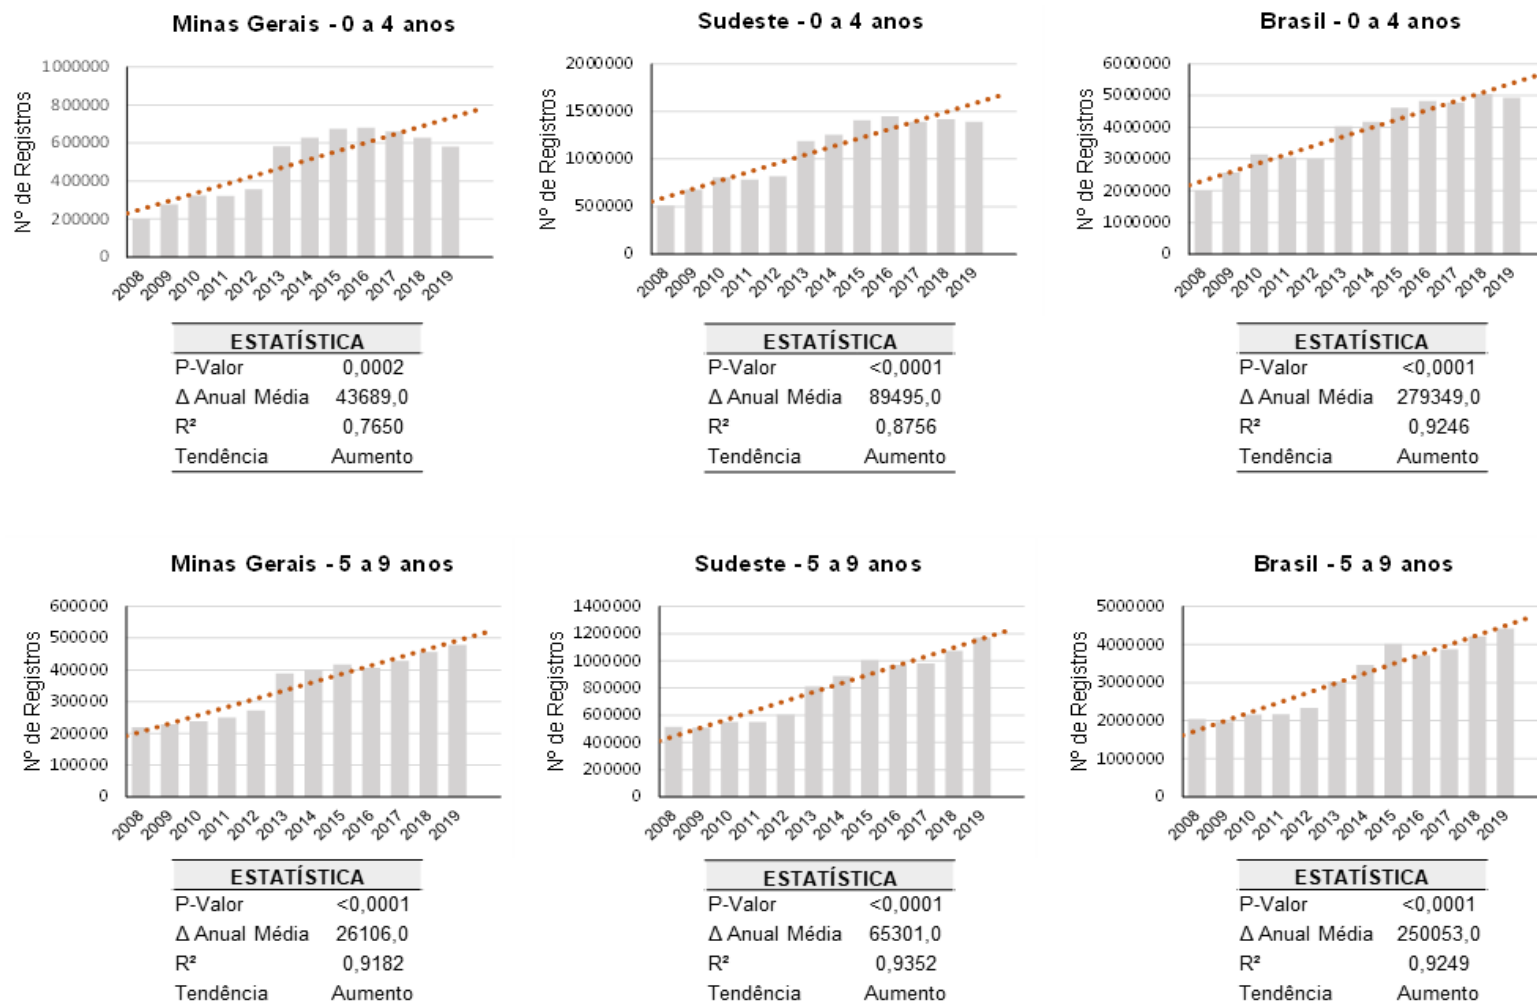 Minas Gerais - 0 a 4 anos
Nº de Registros
1000000
800000
600000
400000
200000
0
2008 2009 2010 2011 2012 2013 2014 2015 2016 2017 2018 2019
ESTATÍSTICA
P-Valor 0,0002
Δ Anual Média 43689,0
R² 0,7650
Tendência Aumento
Sudeste - 0 a 4 anos
Nº de Registros
2000000
1500000
1000000
500000
0
2008 2009 2010 2011 2012 2013 2014 2015 2016 2017 2018 2019
ESTATÍSTICA
P-Valor <0,0001
Δ Anual Média 89495,0
R² 0,8756
Tendência Aumento
Brasil - 0 a 4 anos
Nº de Registros
6000000
5000000
4000000
3000000
2000000
1000000
0
2008 2009 2010 2011 2012 2013 2014 2015 2016 2017 2018 2019
ESTATÍSTICA
P-Valor <0,0001
Δ Anual Média 279349,0
R² 0,9246
Tendência Aumento
Minas Gerais - 5 a 9 anos
Nº de Registros
600000
500000
400000
300000
200000
100000
0
2008 2009 2010 2011 2012 2013 2014 2015 2016 2017 2018 2019
ESTATÍSTICA
P-Valor <0,0001
Δ Anual Média 26106,0
R² 0,9182
Tendência Aumento
Sudeste - 5 a 9 anos
Nº de Registros
1400000
1200000
1000000
800000
600000
400000
200000
0
2008 2009 2010 2011 2012 2013 2014 2015 2016 2017 2018 2019
ESTATÍSTICA
P-Valor <0,0001
Δ Anual Média 65301,0
R² 0,9352
Tendência Aumento
Brasil - 5 a 9 anos
Nº de Registros
5000000
4000000
3000000
2000000
1000000
0
2008 2009 2010 2011 2012 2013 2014 2015 2016 2017 2018 2019
ESTATÍSTICA
P-Valor <0,0001
Δ Anual Média 250053,0
R² 0,9249
Tendência Aumento